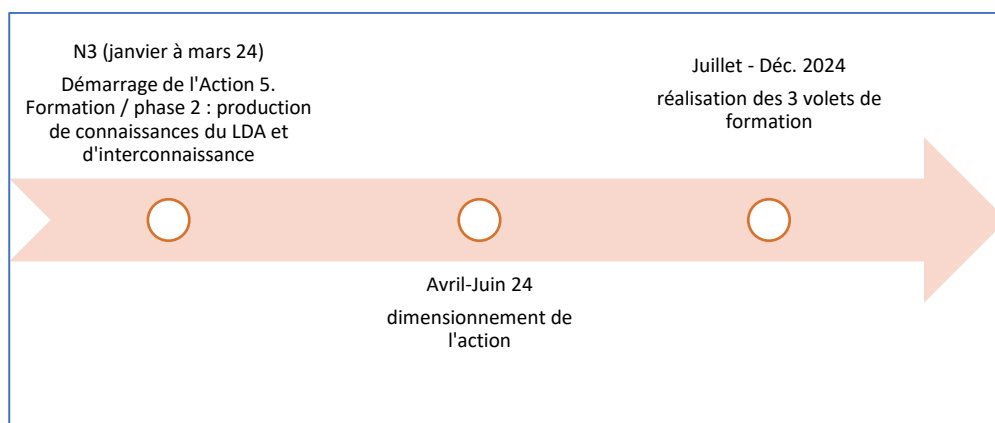 N3 (janvier à mars 24)
Démarrage de l'Action 5.
Formation / phase 2 : production
de connaissances du LDA et
d'interconnaissance
Avril-Juin 24
dimensionnement de
l'action
Juillet - Déc. 2024
réalisation des 3 volets de
formation